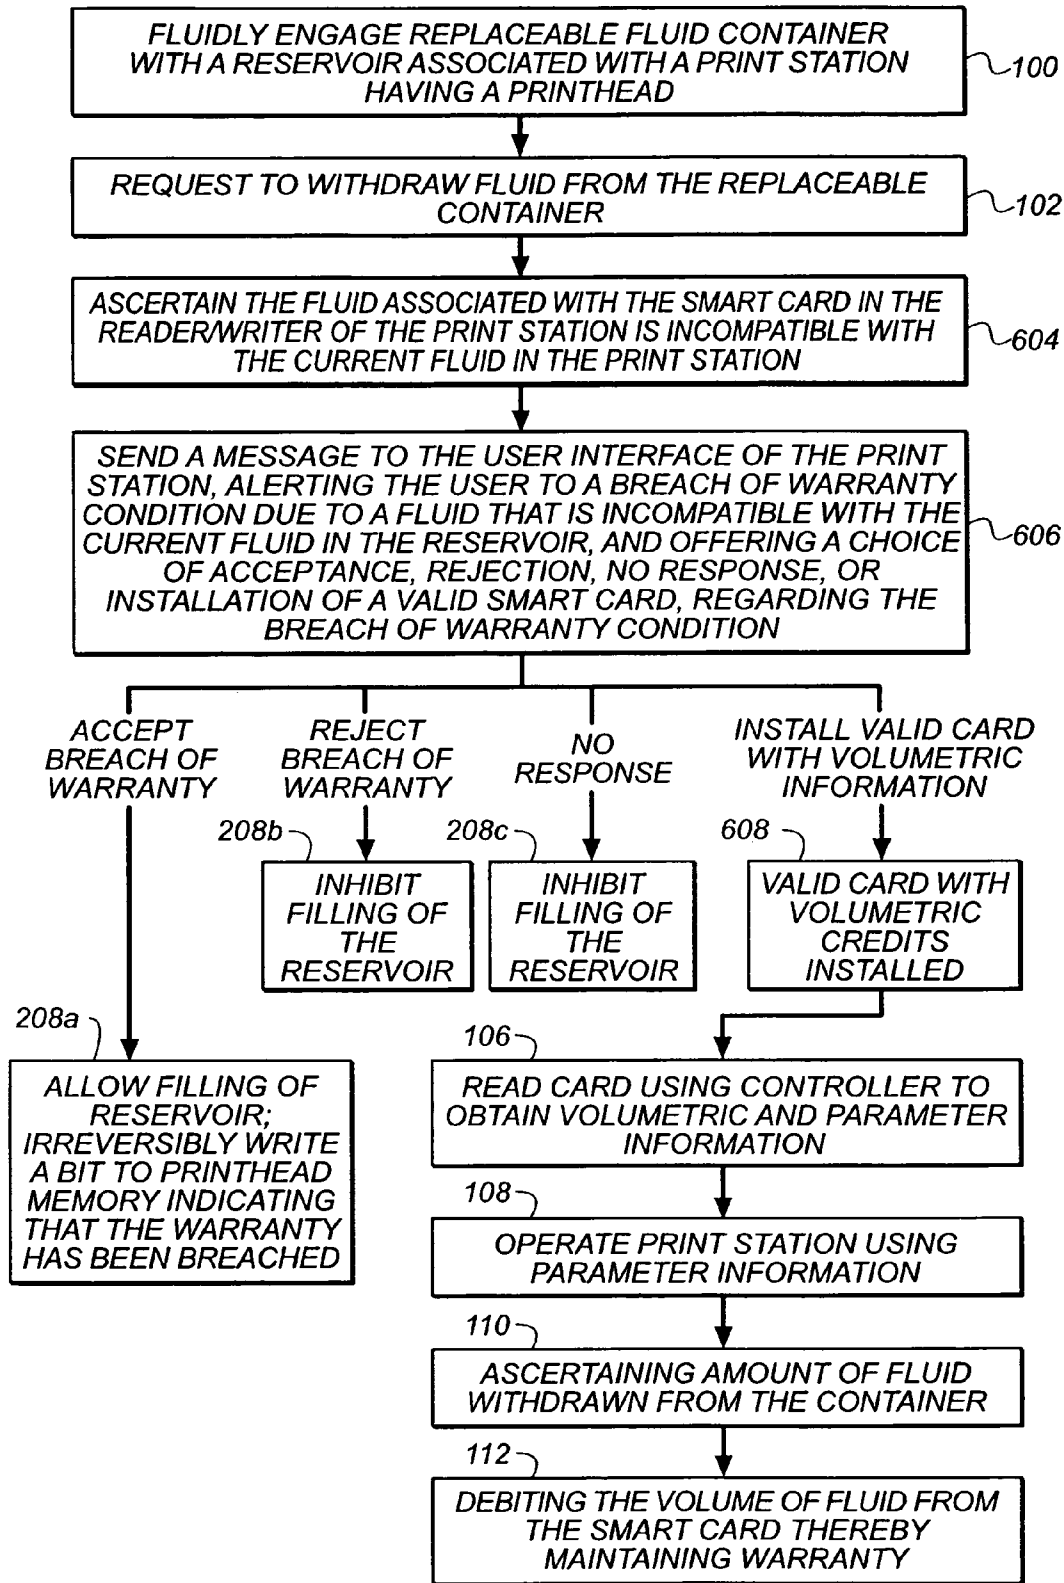 FLUIDLY ENGAGE REPLACEABLE FLUID CONTAINER
WITH A RESERVOIR ASSOCIATED WITH A PRINT STATION
HAVING A PRINTHEAD
100
REQUEST TO WITHDRAW FLUID FROM THE REPLACEABLE
CONTAINER
102
ASCERTAIN THE FLUID ASSOCIATED WITH THE SMART CARD IN THE
READER/WRITER OF THE PRINT STATION IS INCOMPATIBLE WITH
THE CURRENT FLUID IN THE PRINT STATION
604
SEND A MESSAGE TO THE USER INTERFACE OF THE PRINT
STATION, ALERTING THE USER TO A BREACH OF WARRANTY
CONDITION DUE TO A FLUID THAT IS INCOMPATIBLE WITH THE
CURRENT FLUID IN THE RESERVOIR, AND OFFERING A CHOICE
OF ACCEPTANCE, REJECTION, NO RESPONSE, OR
INSTALLATION OF A VALID SMART CARD, REGARDING THE
BREACH OF WARRANTY CONDITION
606
ACCEPT
BREACH OF
WARRANTY
REJECT
BREACH OF
WARRANTY
NO
RESPONSE
INSTALL VALID CARD
WITH VOLUMETRIC
INFORMATION
208b
INHIBIT
FILLING OF
THE
RESERVOIR
208c
INHIBIT
FILLING OF
THE
RESERVOIR
608
VALID CARD WITH
VOLUMETRIC
CREDITS
INSTALLED
208a
ALLOW FILLING OF
RESERVOIR;
IRREVERSIBLY WRITE
A BIT TO PRINTHEAD
MEMORY INDICATING
THAT THE WARRANTY
HAS BEEN BREACHED
106
READ CARD USING CONTROLLER TO
OBTAIN VOLUMETRIC AND PARAMETER
INFORMATION
108
OPERATE PRINT STATION USING
PARAMETER INFORMATION
110
ASCERTAINING AMOUNT OF FLUID
WITHDRAWN FROM THE CONTAINER
112
DEBITING THE VOLUME OF FLUID FROM
THE SMART CARD THEREBY
MAINTAINING WARRANTY